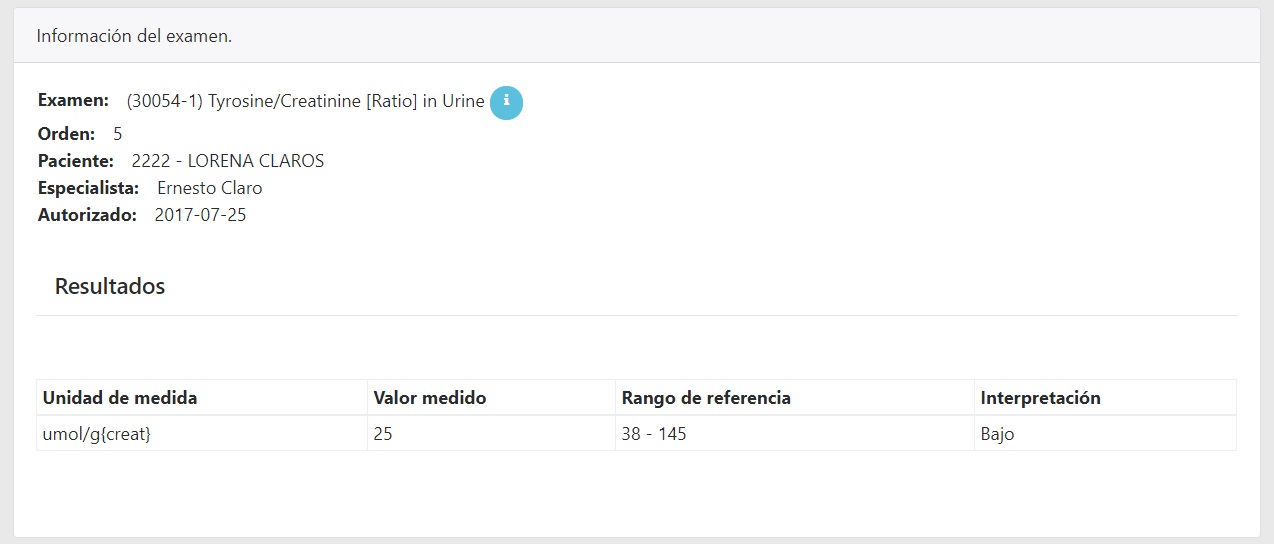 Información del examen.
Examen: (30054-1) Tyrosine/Creatinine [Ratio] in Urine i
Orden: 5
Paciente: 2222 - LORENA CLAROS
Especialista: Ernesto Claro
Autorizado: 2017-07-25
Resultados
Unidad de medida Valor medido Rango de referencia Interpretación
umol/g{creat} 25 38 - 145 Bajo